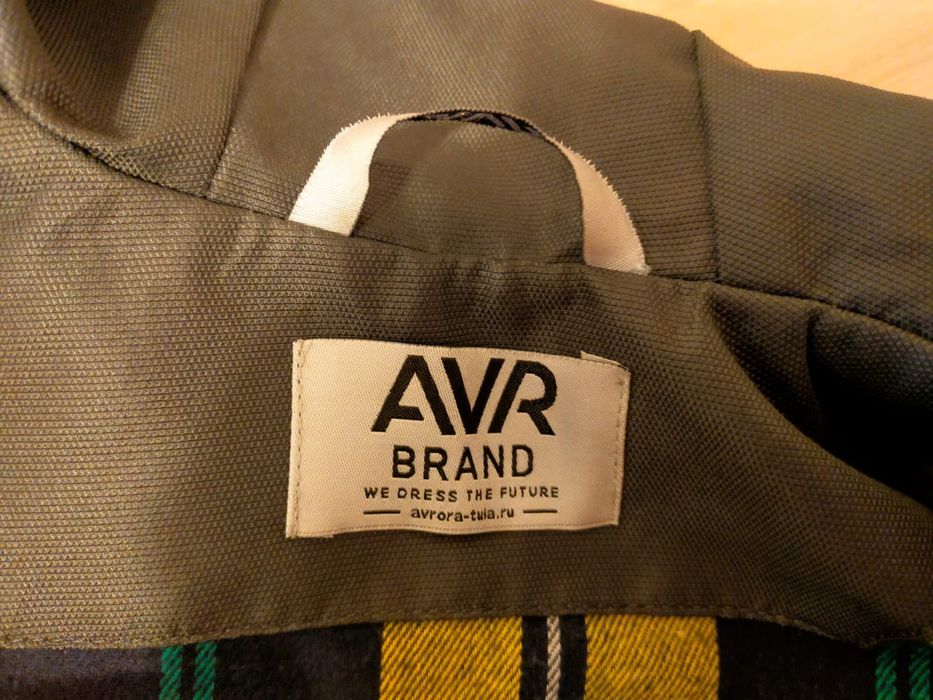 AVR
BRAND
WE DRESS THE FUTURE
avrora-tula.ru